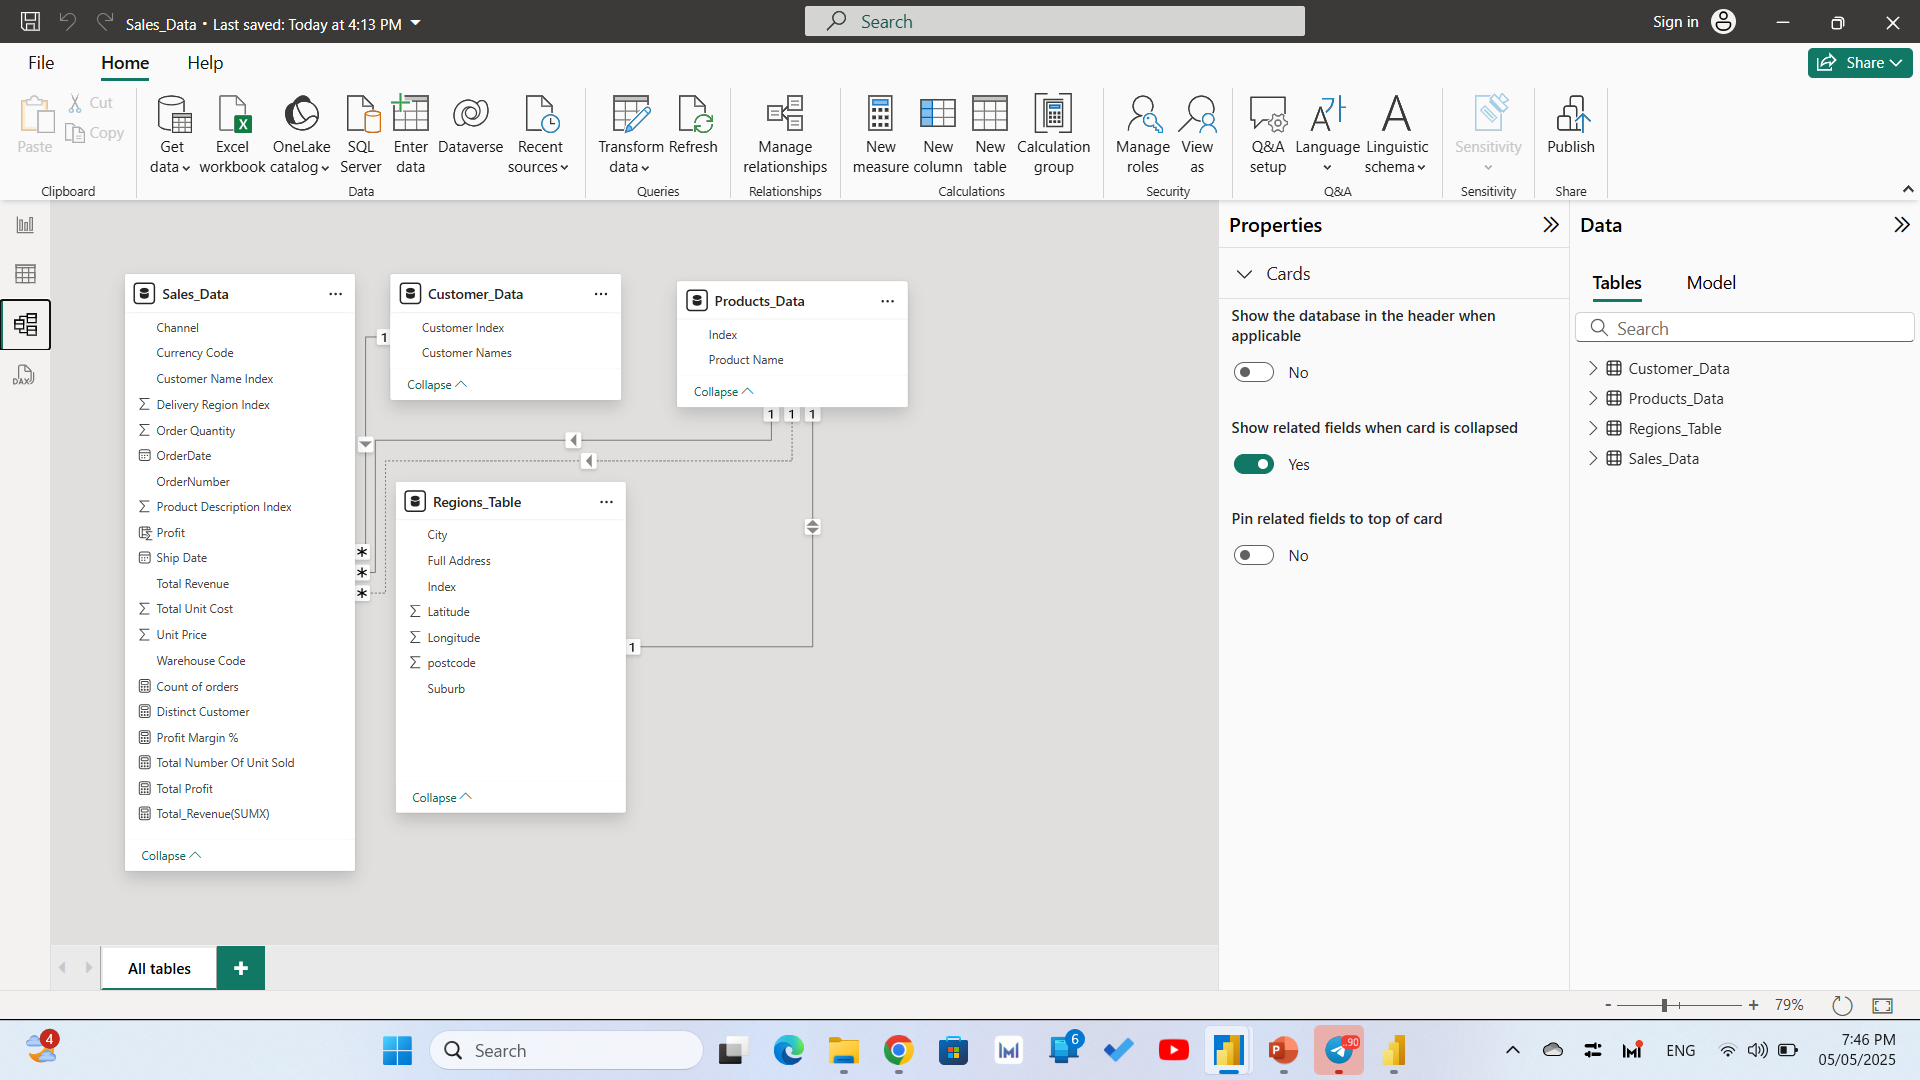 Sales_Data • Last saved: Today at 4:13 PM
Search
Sign in
File
Home
Help
Share
Paste
Cut
Copy
Clipboard
Get data
Excel workbook
OneLake catalog
SQL Server
Enter data
Dataverse
Recent sources
Data
Transform data
Refresh
Queries
Manage relationships
Relationships
New measure
New column
New table
Calculation group
Calculations
Manage roles
View as
Security
Q&A setup
Language
Linguistic schema
Q&A
Sensitivity
Sensitivity
Publish
Share
DAX
Sales_Data
Channel
Currency Code
Customer Name Index
Delivery Region Index
Order Quantity
OrderDate
OrderNumber
Product Description Index
Profit
Ship Date
Total Revenue
Total Unit Cost
Unit Price
Warehouse Code
Count of orders
Distinct Customer
Profit Margin %
Total Number Of Unit Sold
Total Profit
Total_Revenue(SUMX)
Collapse
Customer_Data
Customer Index
Customer Names
Collapse
Products_Data
Index
Product Name
Collapse
1
1 1 1
*
*
*
Regions_Table
City
Full Address
Index
Latitude
Longitude
postcode
Suburb
Collapse
1
Properties
Cards
Show the database in the header when
applicable
No
Show related fields when card is collapsed
Yes
Pin related fields to top of card
No
Data
Tables
Model
Search
Customer_Data
Products_Data
Regions_Table
Sales_Data
All tables
+
- + 79%
4
Search
6
.90
ENG
7:46 PM
05/05/2025